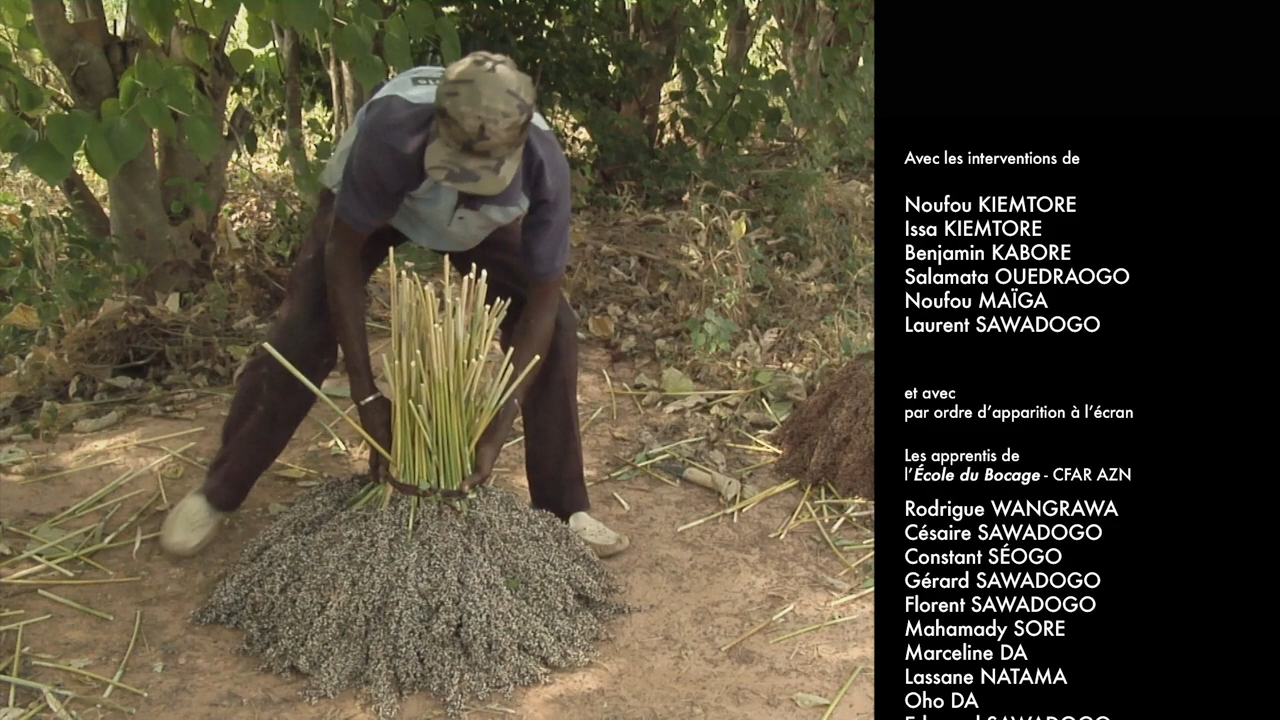 Avec les interventions de
Noufou KIEMTORE
Issa KIEMTORE
Benjamin KABORE
Salamata OUEDRAOGO
Noufou MAÏGA
Laurent SAWADOGO
et avec
par ordre d'apparition à l'écran
Les apprentis de
l'École du Bocage - CFAR AZN
Rodrigue WANGRAWA
Césaire SAWADOGO
Constant SÉOGO
Gérard SAWADOGO
Florent SAWADOGO
Mahamady SORE
Marceline DA
Lassane NATAMA
Oho DA